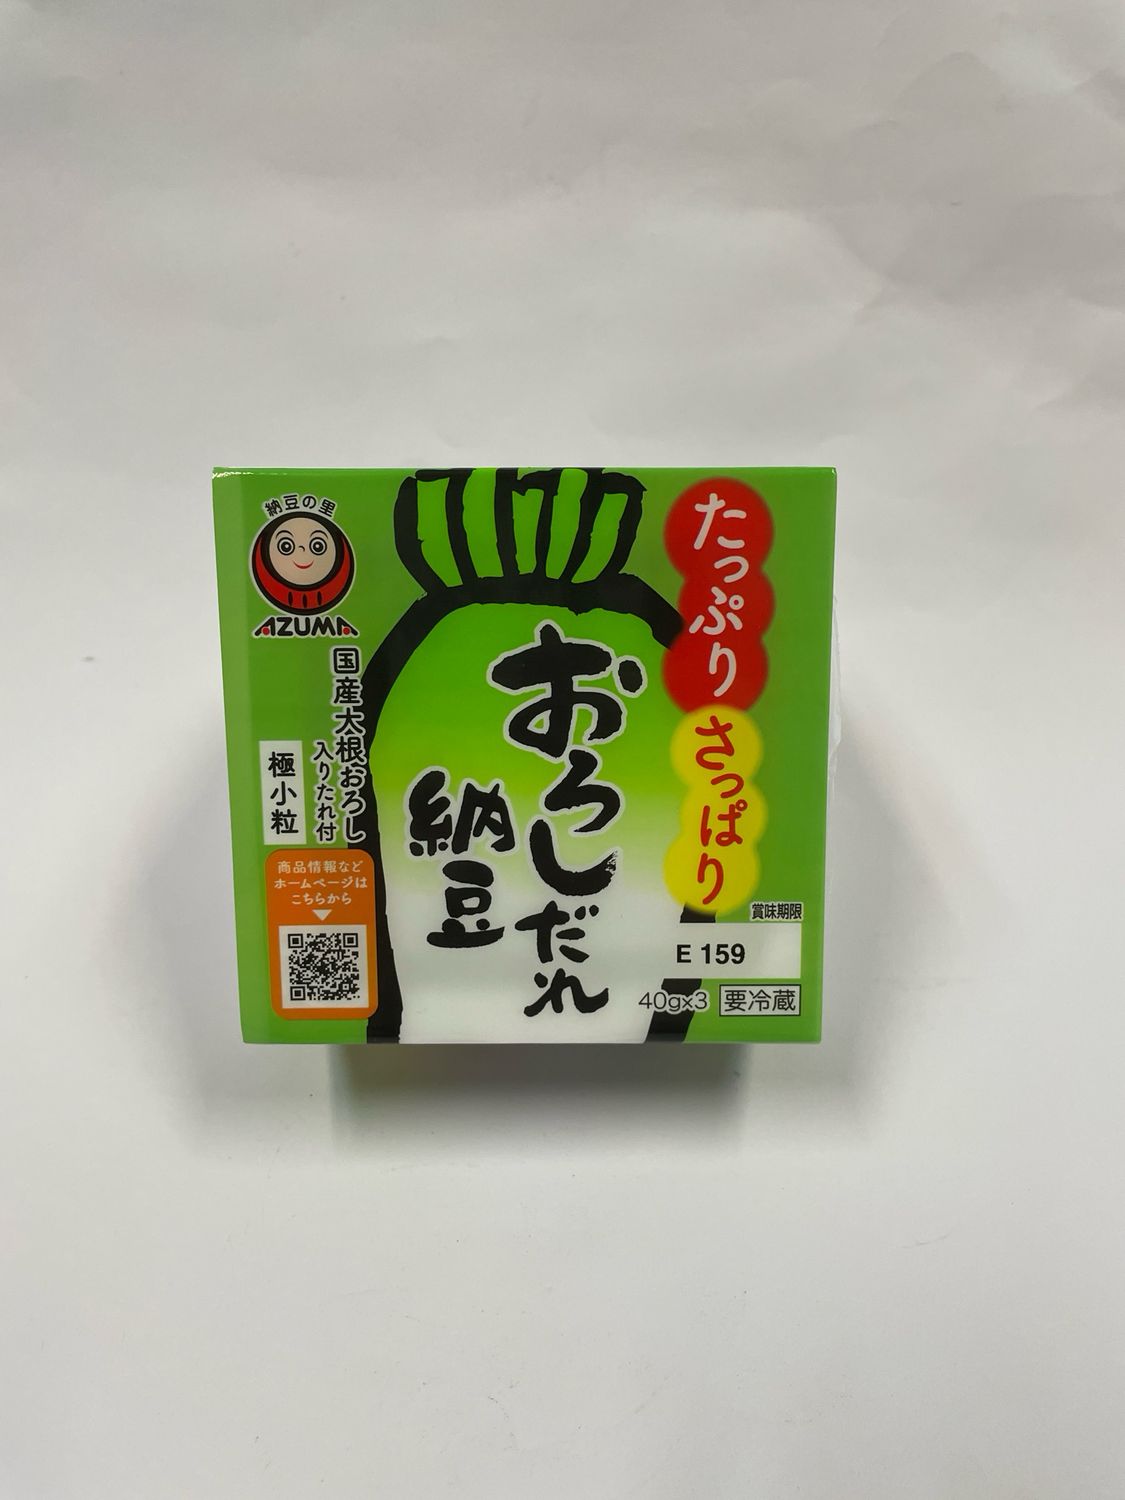 納豆の里
AZUMA
たっぷり
さっぱり
おろしだれ
納豆
国産大根おろし
入りたれ付
極小粒
商品情報など
ホームページは
こちらから
賞味期限
E 159
40g×3 要冷蔵